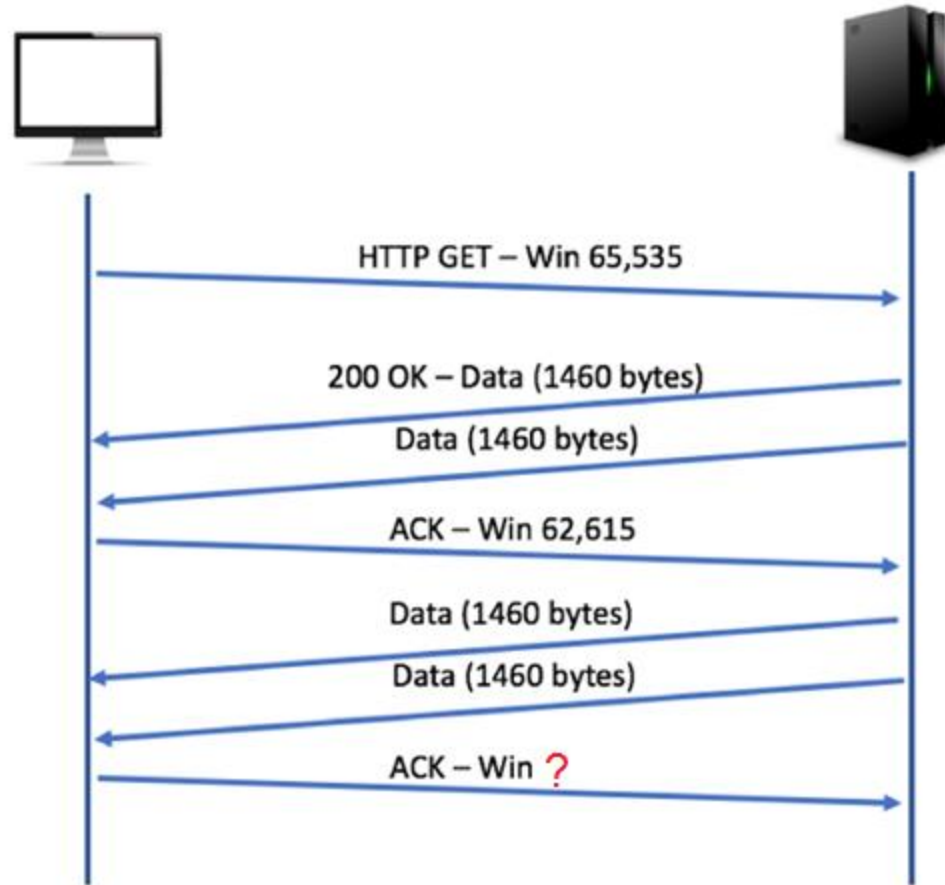 HTTP GET – Win 65,535
200 OK – Data (1460 bytes)
Data (1460 bytes)
ACK – Win 62,615
Data (1460 bytes)
Data (1460 bytes)
ACK – Win ?